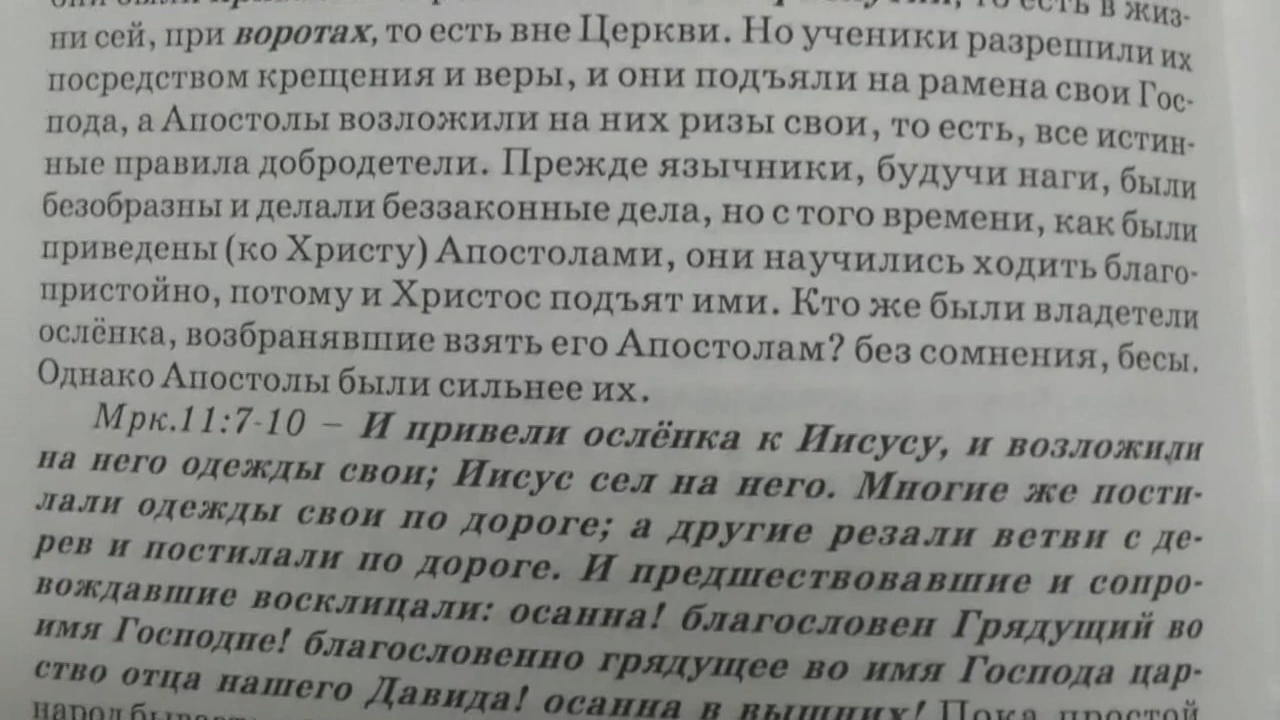 то есть в жиз-
ни сей, при воротах, то есть вне Церкви. Но ученики разрешили их
посредством крещения и веры, и они подъяли на рамена свои Гос-
пода, а Апостолы возложили на них ризы свои, то есть, все истин-
ные правила добродетели. Прежде язычники, будучи наги, были
безобразны и делали беззаконные дела, но с того времени, как были
приведены (ко Христу) Апостолами, они научились ходить благо-
пристойно, потому и Христос подъят ими. Кто же были владетели
ослёнка, возбранявшие взять его Апостолам? без сомнения, бесы.
Однако Апостолы были сильнее их.
Мрк.11:7-10 – И привели ослёнка к Иисусу, и возложили
на него одежды свои; Иисус сел на него. Многие же пости-
лали одежды свои по дороге; а другие резали ветви с де-
рев и постилали по дороге. И предшествовавшие и сопро-
вождавшие восклицали: осанна! благословен Грядущий во
имя Господне! благословенно грядущее во имя Господа цар-
ство отца нашего Давида! осанна в вышних! Пока простой
народ